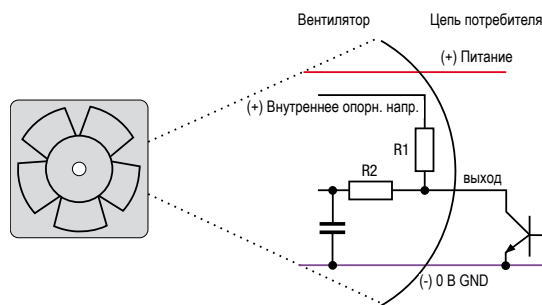 Вентилятор
Цепь потребителя
(+) Питание
(+) Внутреннее опорн. напр.
R1
R2
выход
(-) 0 В GND